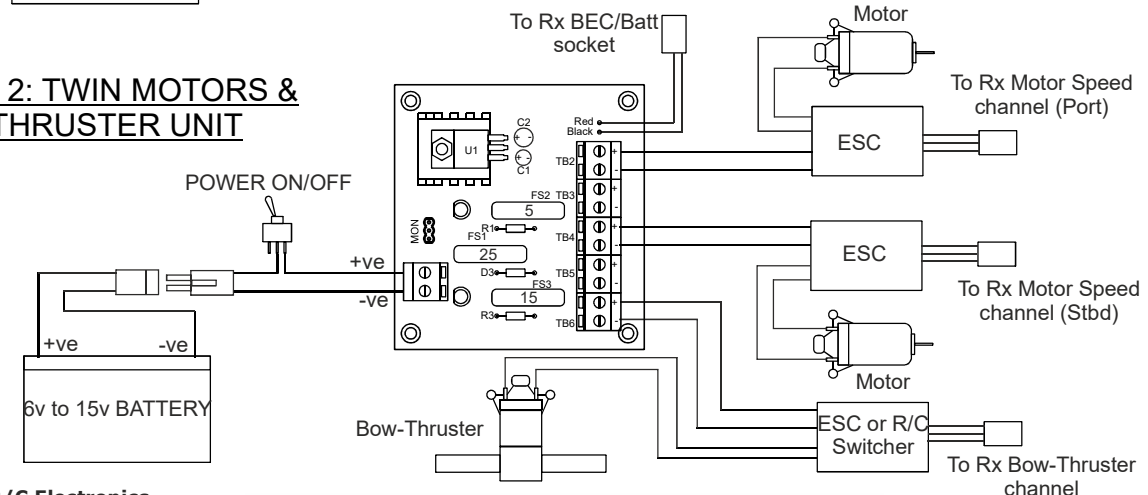 To Rx BEC/Batt
socket
Motor
2: TWIN MOTORS &
THRUSTER UNIT
To Rx Motor Speed
channel (Port)
ESC
Red
Black
C2
U1
C1
TB2
POWER ON/OFF
FS2 TB3
5
MON
R1
FS1
TB4
25
+ve
-ve
D3
TB5
FS3
15
R3
TB6
+ -
+ -
+ -
+ -
+ -
+ -
+ -
ESC
To Rx Motor Speed
channel (Stbd)
Motor
+ve -ve
6v to 15v BATTERY
Bow-Thruster
ESC or R/C
Switcher
To Rx Bow-Thruster
channel
/C Electronics